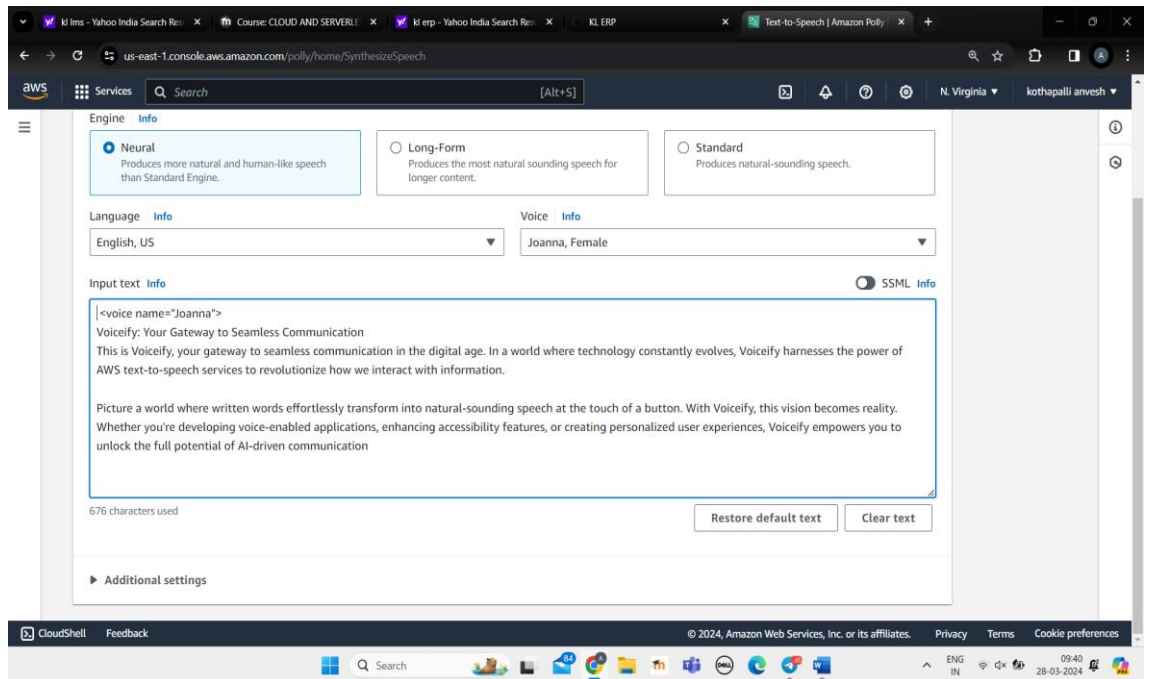 kl lms - Yahoo India Search Res
Course: CLOUD AND SERVERLE
kl erp - Yahoo India Search Res
KL ERP
Text-to-Speech | Amazon Polly
us-east-1.console.aws.amazon.com/polly/home/SynthesizeSpeech
A
aws
Services
Search
[Alt+S]
N. Virginia
kothapalli anvesh
Engine Info
Neural
Produces more natural and human-like speech
than Standard Engine.
Long-Form
Produces the most natural sounding speech for
longer content.
Standard
Produces natural-sounding speech.
Language Info
Voice Info
English, US
Joanna, Female
Input text Info
SSML Info
<voice name="Joanna">
Voiceify: Your Gateway to Seamless Communication
This is Voiceify, your gateway to seamless communication in the digital age. In a world where technology constantly evolves, Voiceify harnesses the power of
AWS text-to-speech services to revolutionize how we interact with information.
Picture a world where written words effortlessly transform into natural-sounding speech at the touch of a button. With Voiceify, this vision becomes reality.
Whether you're developing voice-enabled applications, enhancing accessibility features, or creating personalized user experiences, Voiceify empowers you to
unlock the full potential of AI-driven communication
676 characters used
Restore default text
Clear text
Additional settings
CloudShell
Feedback
© 2024, Amazon Web Services, Inc. or its affiliates.
Privacy
Terms
Cookie preferences
Search
84
DELL
ENG
IN
09:40
28-03-2024